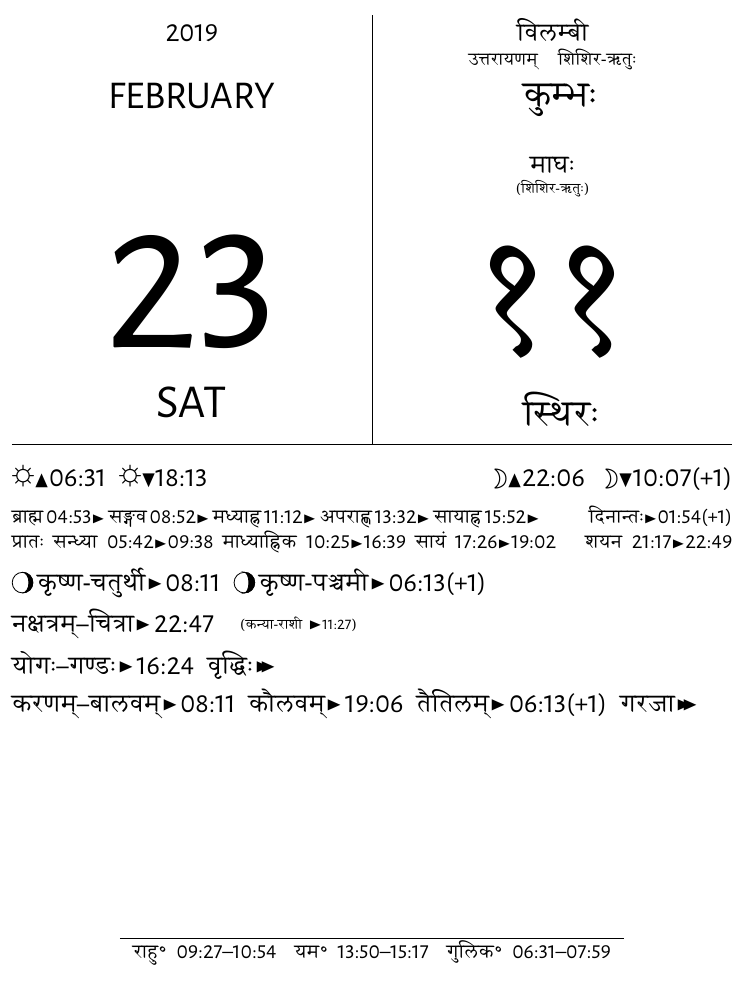 2019
FEBRUARY
23
SAT
विलम्बी
उत्तरायणम् शिशिर-ऋतुः
कुम्भः
माघः
(शिशिर-ऋतुः)
११
स्थिरः
☼▲06:31 ☼▼18:13 ☽▲22:06 ☽▼10:07(+1)
ब्राह्म 04:53► सङ्गव 08:52► मध्याह्न 11:12► अपराह्ण 13:32► सायाह्न 15:52► दिनान्तः►01:54(+1)
प्रातः सन्ध्या 05:42►09:38 माध्याह्निक 10:25►16:39 सायं 17:26►19:02 शयन 21:17►22:49
कृष्ण-चतुर्थी►08:11 कृष्ण-पञ्चमी►06:13(+1)
नक्षत्रम्–चित्रा►22:47 (कन्या-राशी ►11:27)
योगः–गण्डः►16:24 वृद्धिः►►
करणम्–बालवम्►08:11 कौलवम्►19:06 तैतिलम्►06:13(+1) गरजा►►
राहु॰ 09:27–10:54 यम॰ 13:50–15:17 गुलिक॰ 06:31–07:59